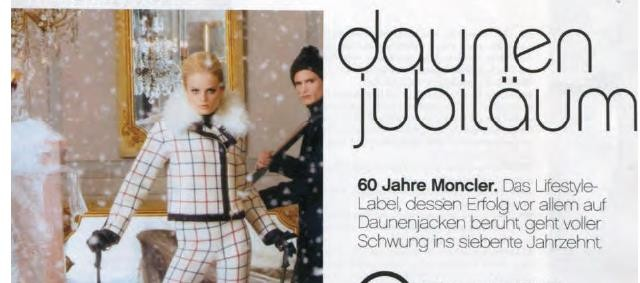 daunen
jubiläum
60 Jahre Moncler. Das Lifestyle-
Label, dessen Erfolg vor allem auf
Daunenjacken beruht, geht voller
Schwung ins siebente Jahrzehnt.